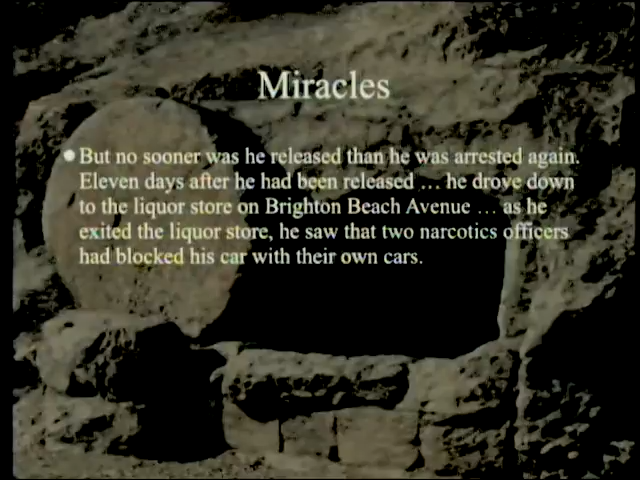 Miracles
● But no sooner was he released than he was arrested again.
Eleven days after he had been released … he drove down
to the liquor store on Brighton Beach Avenue … as he
exited the liquor store, he saw that two narcotics officers
had blocked his car with their own cars.